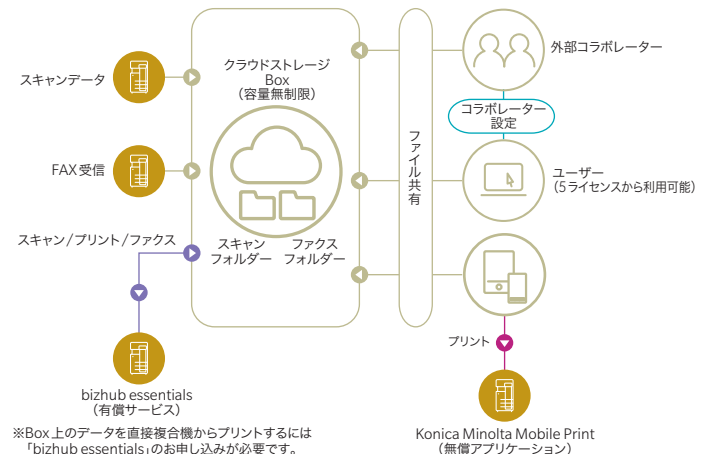 スキャンデータ
FAX受信
スキャン/プリント/ファクス
bizhub essentials
(有償サービス)
※Box上のデータを直接複合機からプリントするには
「bizhub essentials」のお申し込みが必要です。
クラウドストレージ
Box
(容量無制限)
スキャン
フォルダー
ファクス
フォルダー
ファイル共有
外部コラボレーター
コラボレーター
設定
ユーザー
(5ライセンスから利用可能)
プリント
Konica Minolta Mobile Print
(無償アプリケーション)